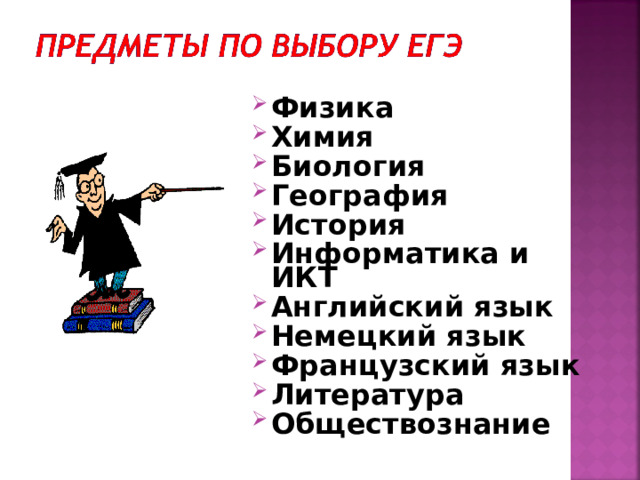 ПРЕДМЕТЫ ПО ВЫБОРУ ЕГЭ
Физика
Химия
Биология
География
История
Информатика и
ИКТ
Английский язык
Немецкий язык
Французский язык
Литература
Обществознание